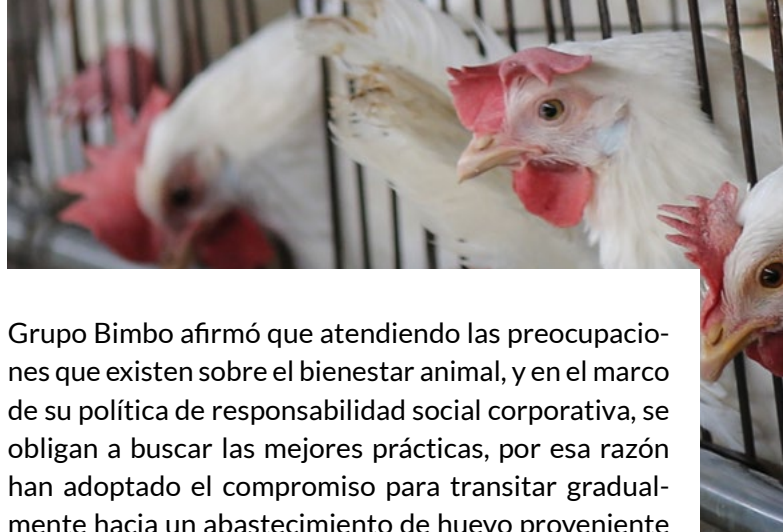 Grupo Bimbo afirmó que atendiendo las preocupacio-
nes que existen sobre el bienestar animal, y en el marco
de su política de responsabilidad social corporativa, se
obligan a buscar las mejores prácticas, por esa razón
han adoptado el compromiso para transitar gradual-
mente hacia un abastecimiento de huevo proveniente